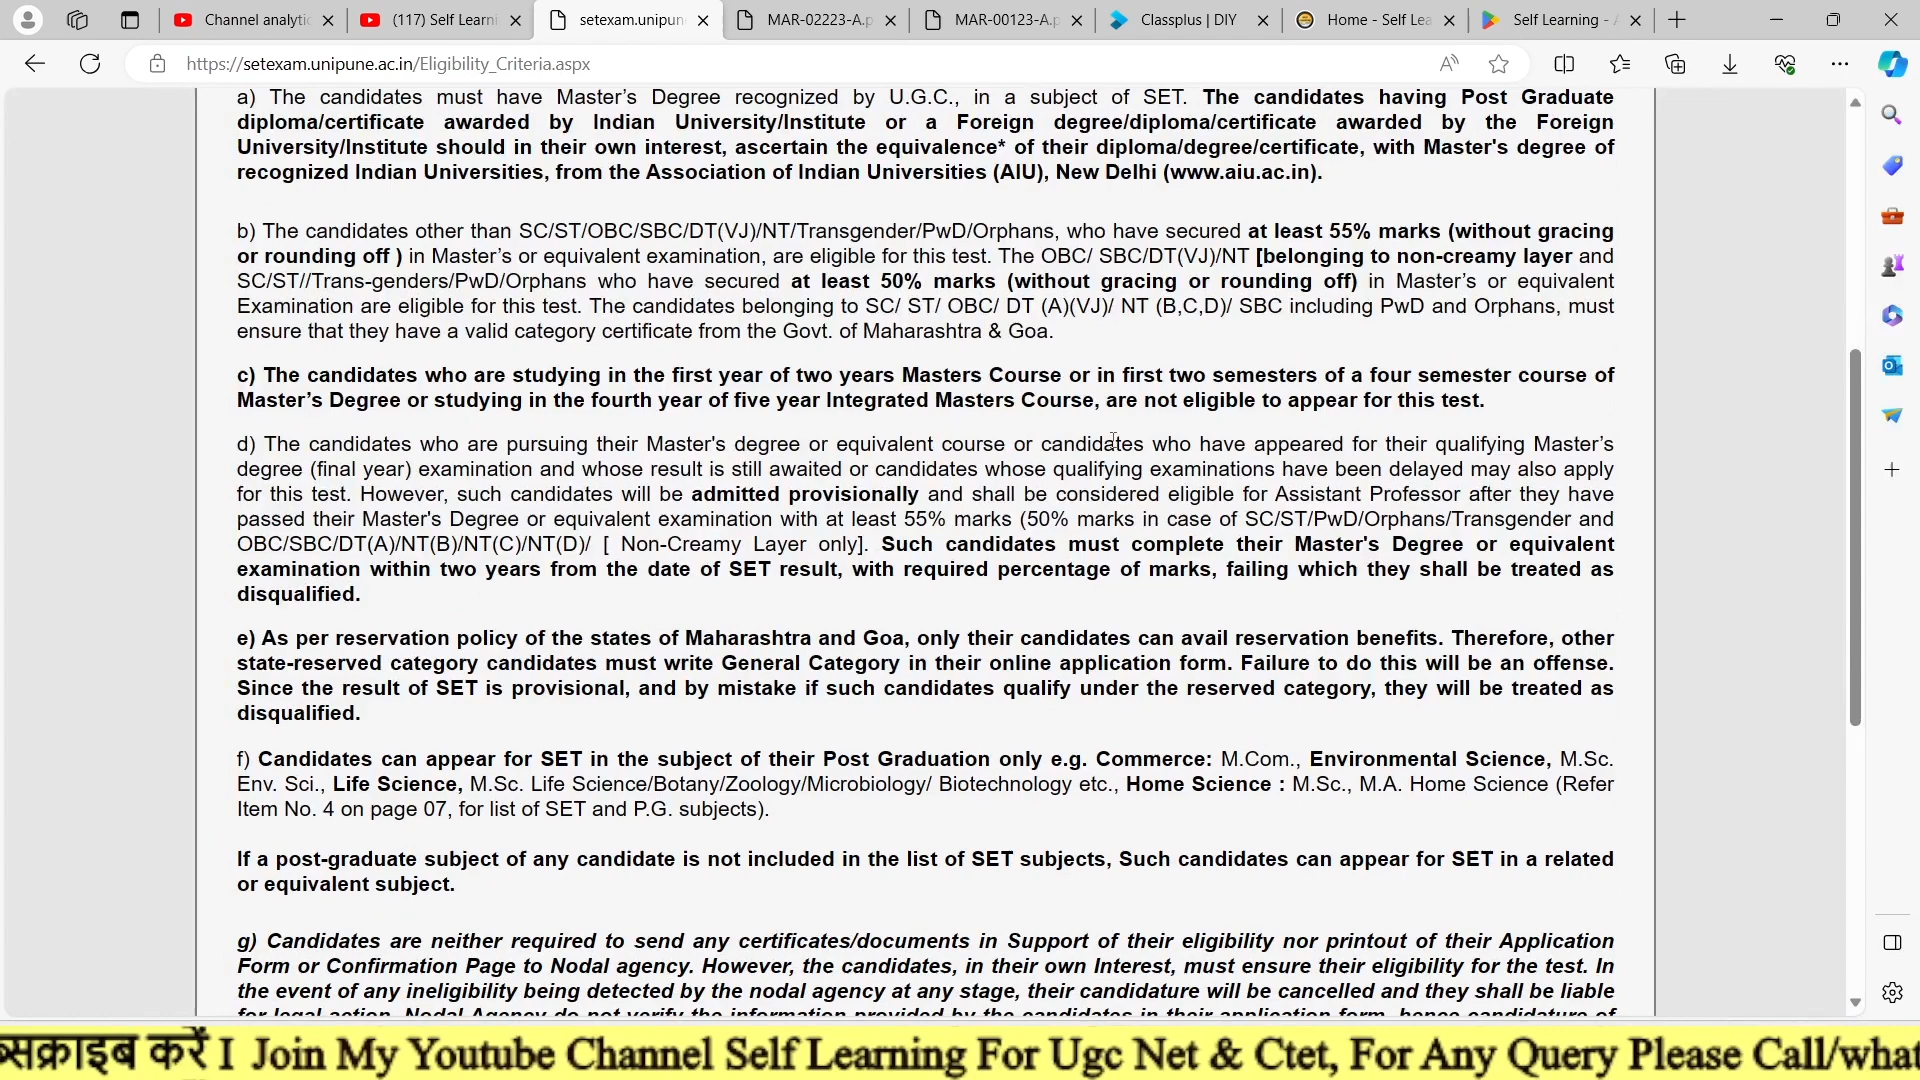 Channel analytic
(117) Self Learni
setexam.unipun
MAR-02223-A.p
MAR-00123-A.p
Classplus | DIY
Home - Self Lea
Self Learning - A
https://setexam.unipune.ac.in/Eligibility_Criteria.aspx
a) The candidates must have Master's Degree recognized by U.G.C., in a subject of SET. The candidates having Post Graduate
diploma/certificate awarded by Indian University/Institute or a Foreign degree/diploma/certificate awarded by the Foreign
University/Institute should in their own interest, ascertain the equivalence* of their diploma/degree/certificate, with Master's degree of
recognized Indian Universities, from the Association of Indian Universities (AIU), New Delhi (www.aiu.ac.in).
b) The candidates other than SC/ST/OBC/SBC/DT(VJ)/NT/Transgender/PwD/Orphans, who have secured at least 55% marks (without gracing
or rounding off ) in Master's or equivalent examination, are eligible for this test. The OBC/ SBC/DT(VJ)/NT [belonging to non-creamy layer and
SC/ST//Trans-genders/PwD/Orphans who have secured at least 50% marks (without gracing or rounding off) in Master's or equivalent
Examination are eligible for this test. The candidates belonging to SC/ ST/ OBC/ DT (A)(VJ)/ NT (B,C,D)/ SBC including PwD and Orphans, must
ensure that they have a valid category certificate from the Govt. of Maharashtra & Goa.
c) The candidates who are studying in the first year of two years Masters Course or in first two semesters of a four semester course of
Master's Degree or studying in the fourth year of five year Integrated Masters Course, are not eligible to appear for this test.
d) The candidates who are pursuing their Master's degree or equivalent course or candidates who have appeared for their qualifying Master's
degree (final year) examination and whose result is still awaited or candidates whose qualifying examinations have been delayed may also apply
for this test. However, such candidates will be admitted provisionally and shall be considered eligible for Assistant Professor after they have
passed their Master's Degree or equivalent examination with at least 55% marks (50% marks in case of SC/ST/PwD/Orphans/Transgender and
OBC/SBC/DT(A)/NT(B)/NT(C)/NT(D)/ [ Non-Creamy Layer only]. Such candidates must complete their Master's Degree or equivalent
examination within two years from the date of SET result, with required percentage of marks, failing which they shall be treated as
disqualified.
e) As per reservation policy of the states of Maharashtra and Goa, only their candidates can avail reservation benefits. Therefore, other
state-reserved category candidates must write General Category in their online application form. Failure to do this will be an offense.
Since the result of SET is provisional, and by mistake if such candidates qualify under the reserved category, they will be treated as
disqualified.
f) Candidates can appear for SET in the subject of their Post Graduation only e.g. Commerce: M.Com., Environmental Science, M.Sc.
Env. Sci., Life Science, M.Sc. Life Science/Botany/Zoology/Microbiology/ Biotechnology etc., Home Science : M.Sc., M.A. Home Science (Refer
Item No. 4 on page 07, for list of SET and P.G. subjects).
If a post-graduate subject of any candidate is not included in the list of SET subjects, Such candidates can appear for SET in a related
or equivalent subject.
g) Candidates are neither required to send any certificates/documents in Support of their eligibility nor printout of their Application
Form or Confirmation Page to Nodal agency. However, the candidates, in their own Interest, must ensure their eligibility for the test. In
the event of any ineligibility being detected by the nodal agency at any stage, their candidature will be cancelled and they shall be liable
for legal action. Nodal Agency do not verify the information provided by the candidates in their application form, hence candidature of
ब्सक्राइब करें I Join My Youtube Channel Self Learning For Ugc Net & Ctet, For Any Query Please Call/what